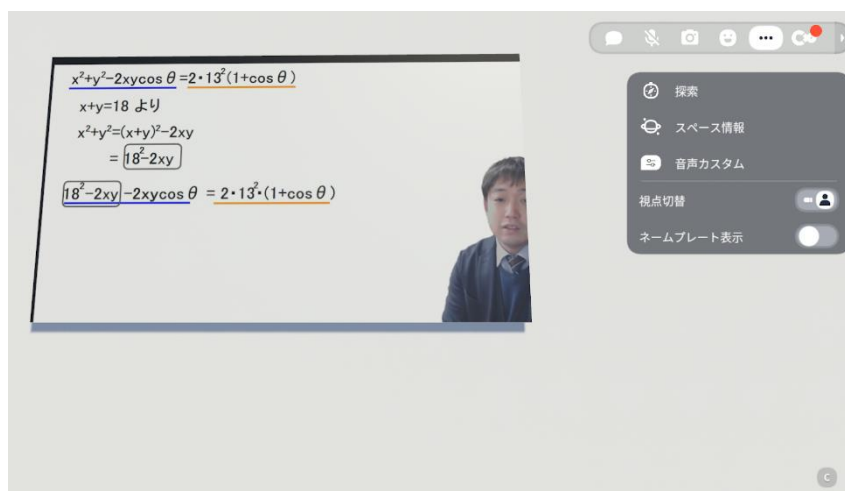 x²+y²−2xycos θ =2・13²(1+cos θ)
x+y=18 より
x²+y²=(x+y)²−2xy
= 18²−2xy
18²−2xy−2xycos θ = 2・13²・(1+cos θ)
探索
スペース情報
音声カスタム
視点切替
ネームプレート表示
C